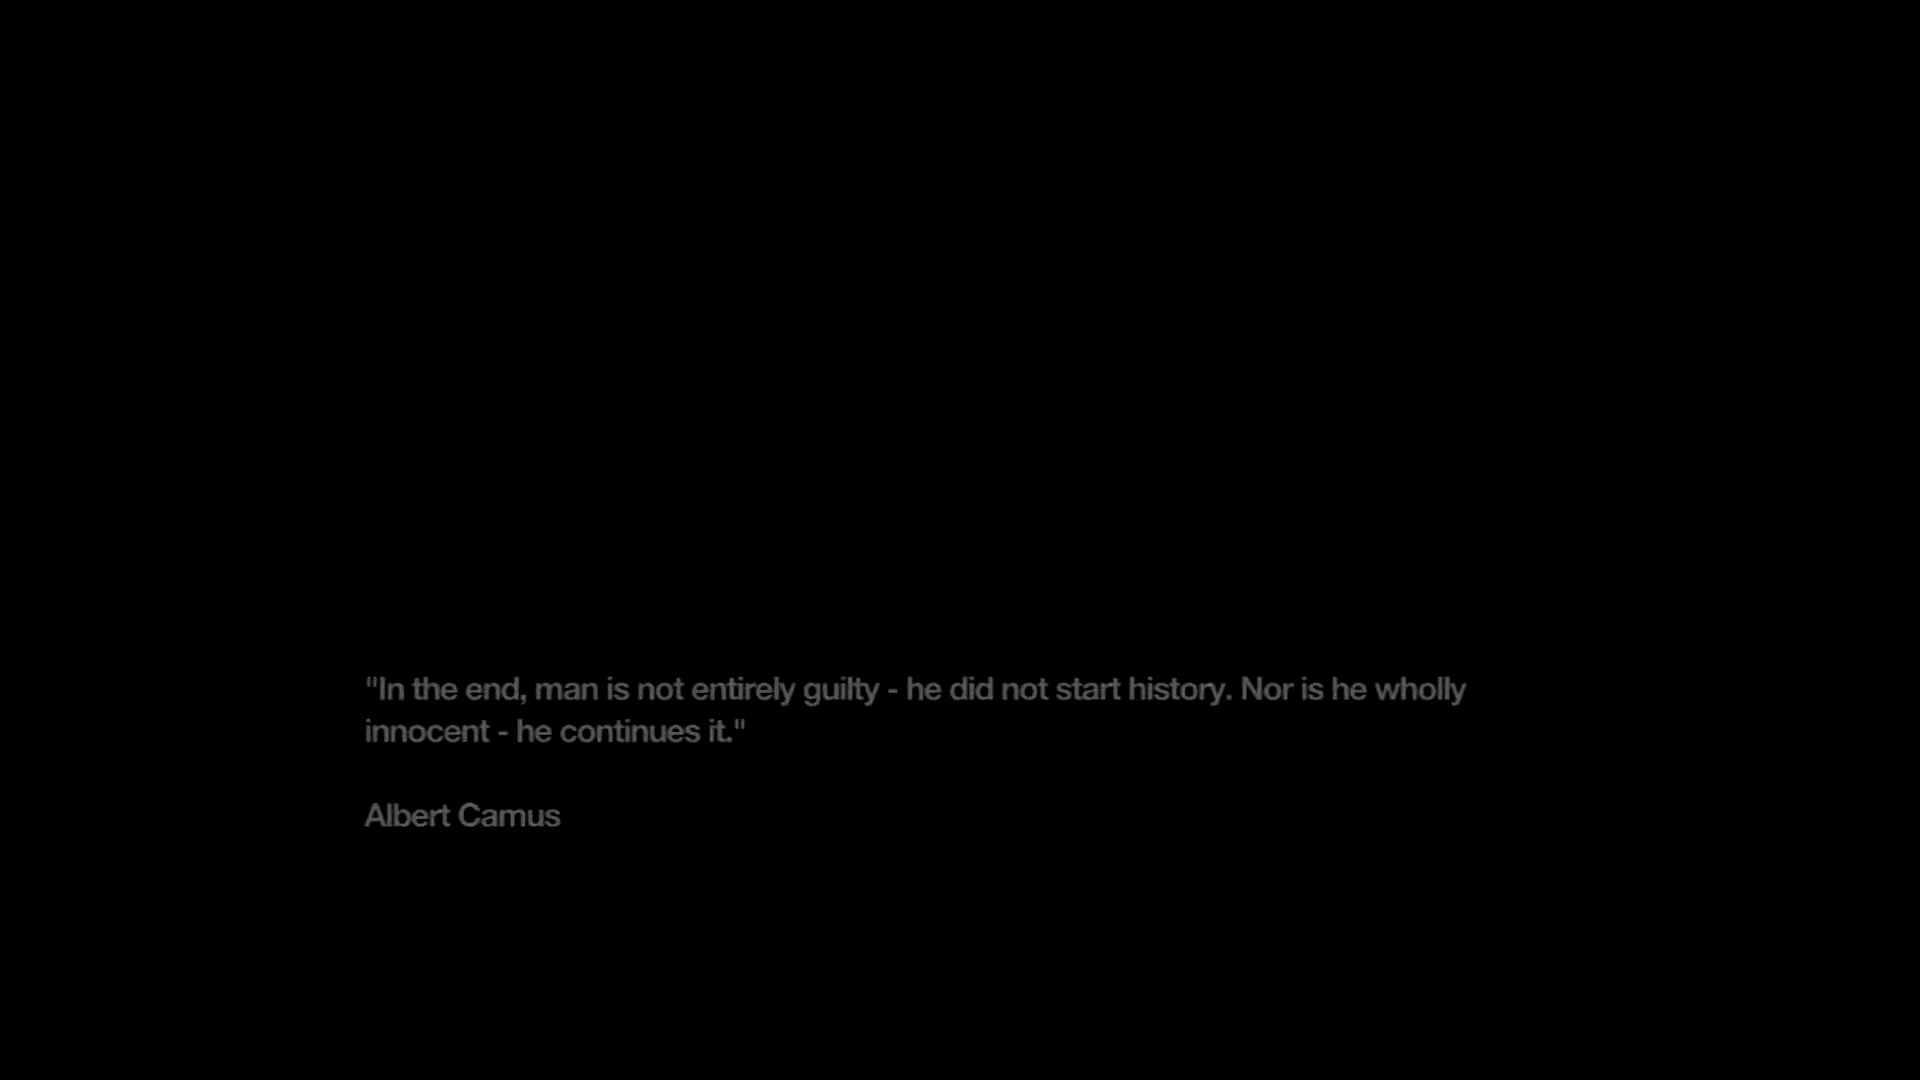 "In the end, man is not entirely guilty - he did not start history. Nor is he wholly
innocent - he continues it."
Albert Camus